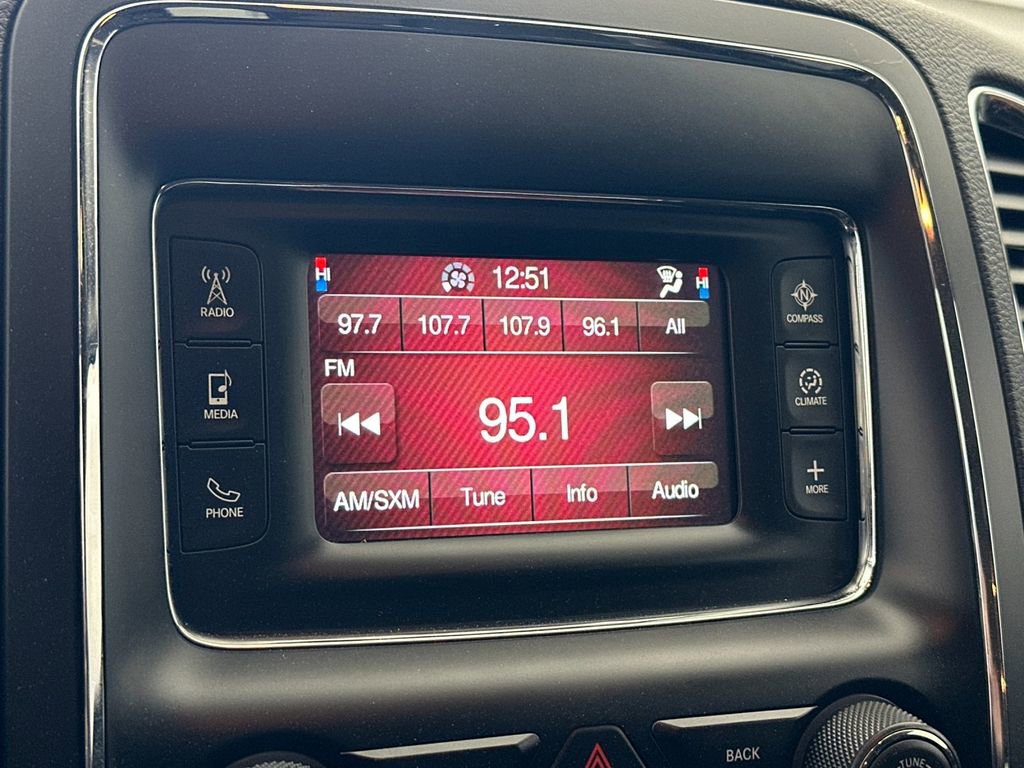 HI 12:51 HI
97.7 107.7 107.9 96.1 All
FM
95.1
AM/SXM Tune Info Audio
RADIO
MEDIA
PHONE
N
COMPASS
CLIMATE
MORE
BACK
TUNE